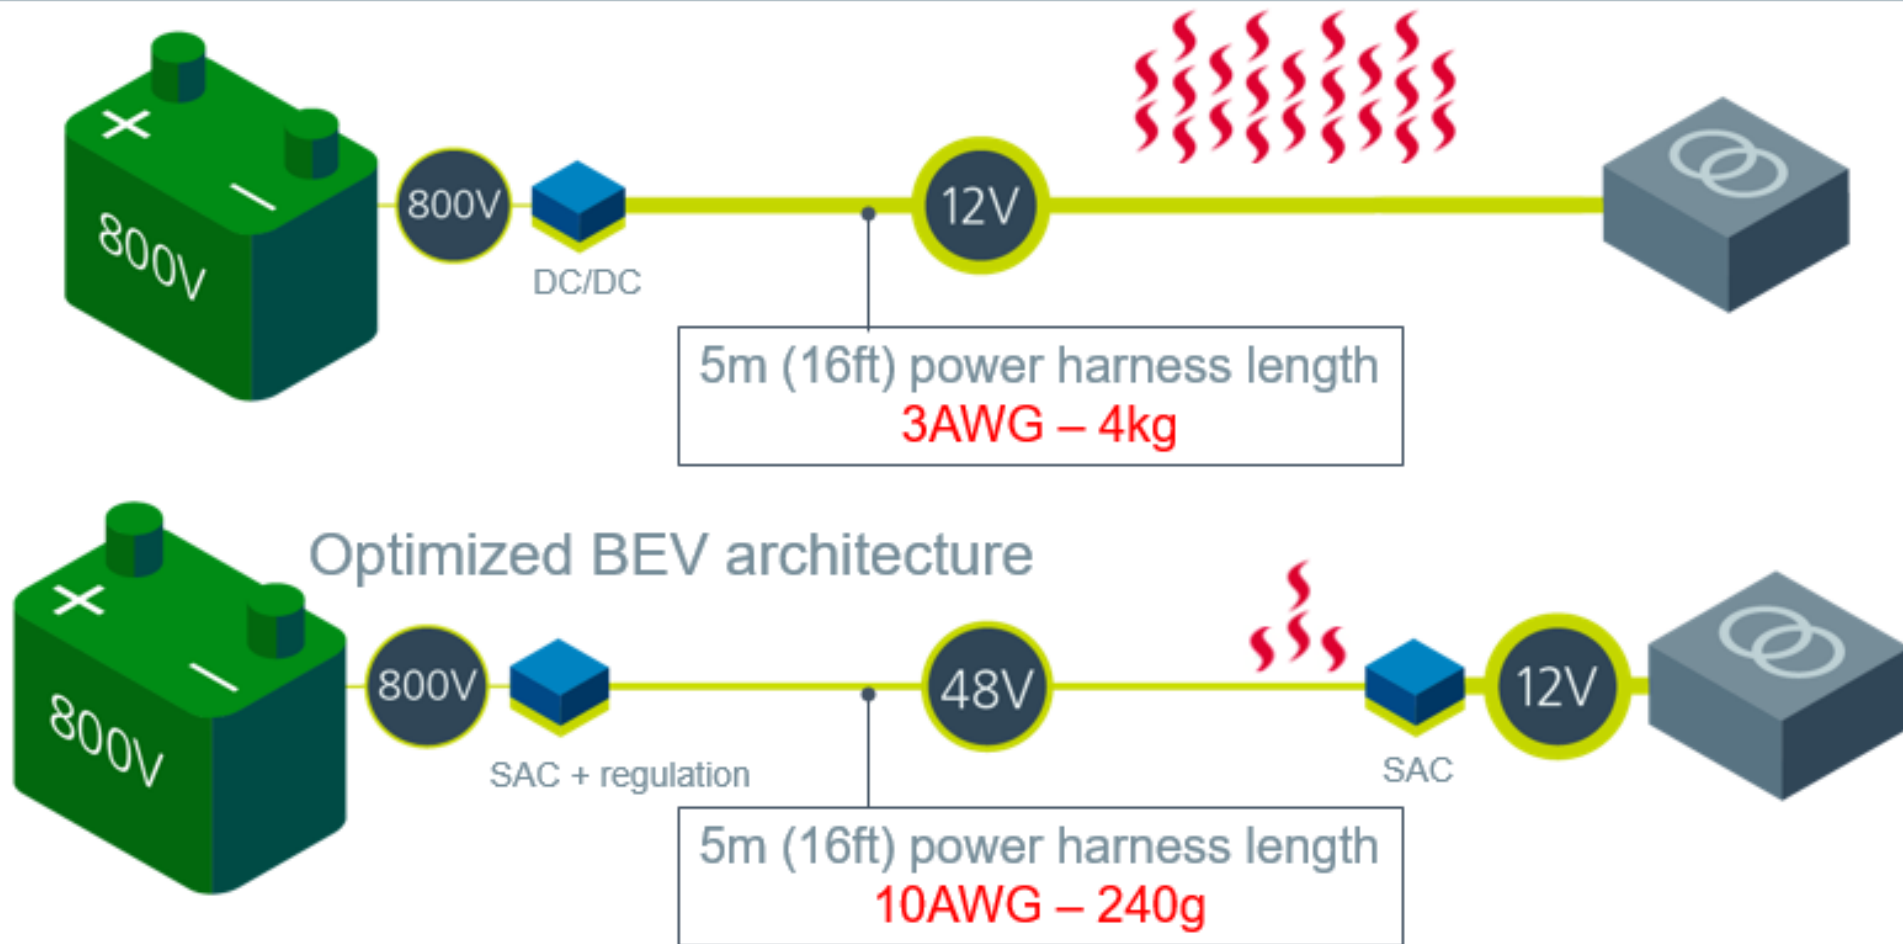 800V
800V
DC/DC
12V
5m (16ft) power harness length
3AWG – 4kg
Optimized BEV architecture
800V
800V
SAC + regulation
48V
SAC
12V
5m (16ft) power harness length
10AWG – 240g